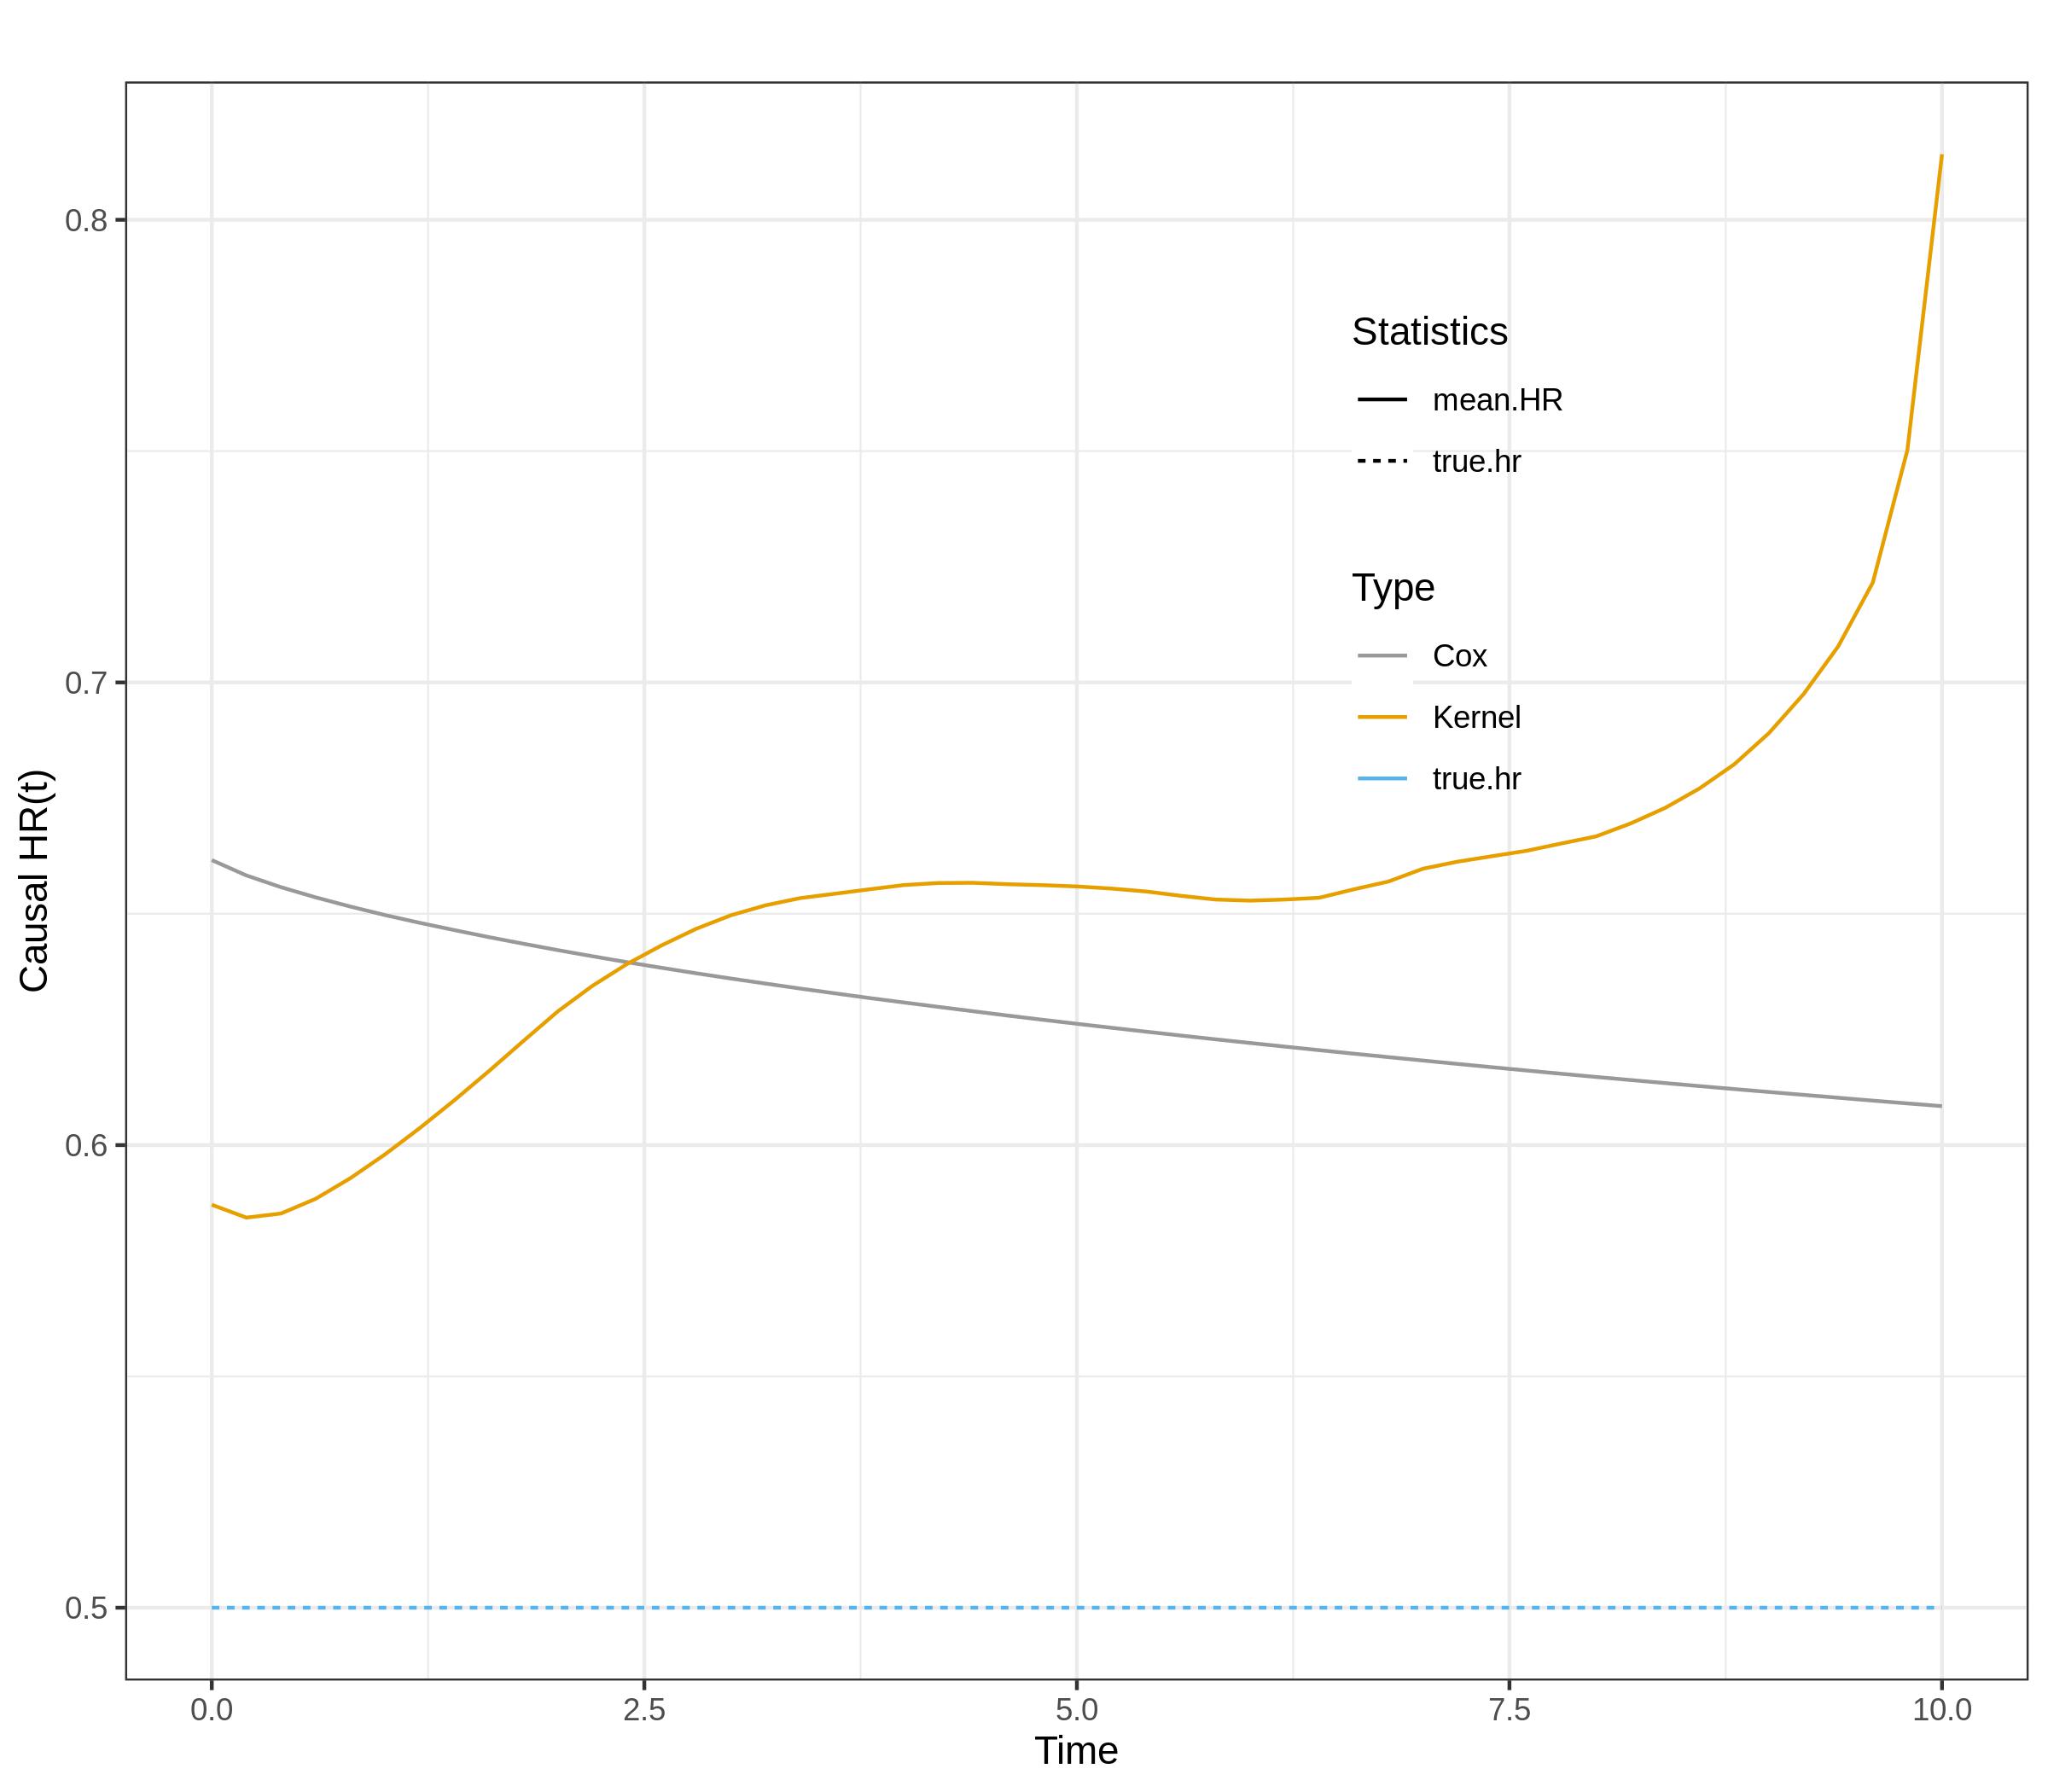 0.8
0.7
0.6
0.5
Causal HR(t)
Statistics
mean.HR
true.hr
Type
Cox
Kernel
true.hr
0.0
2.5
5.0
7.5
10.0
Time